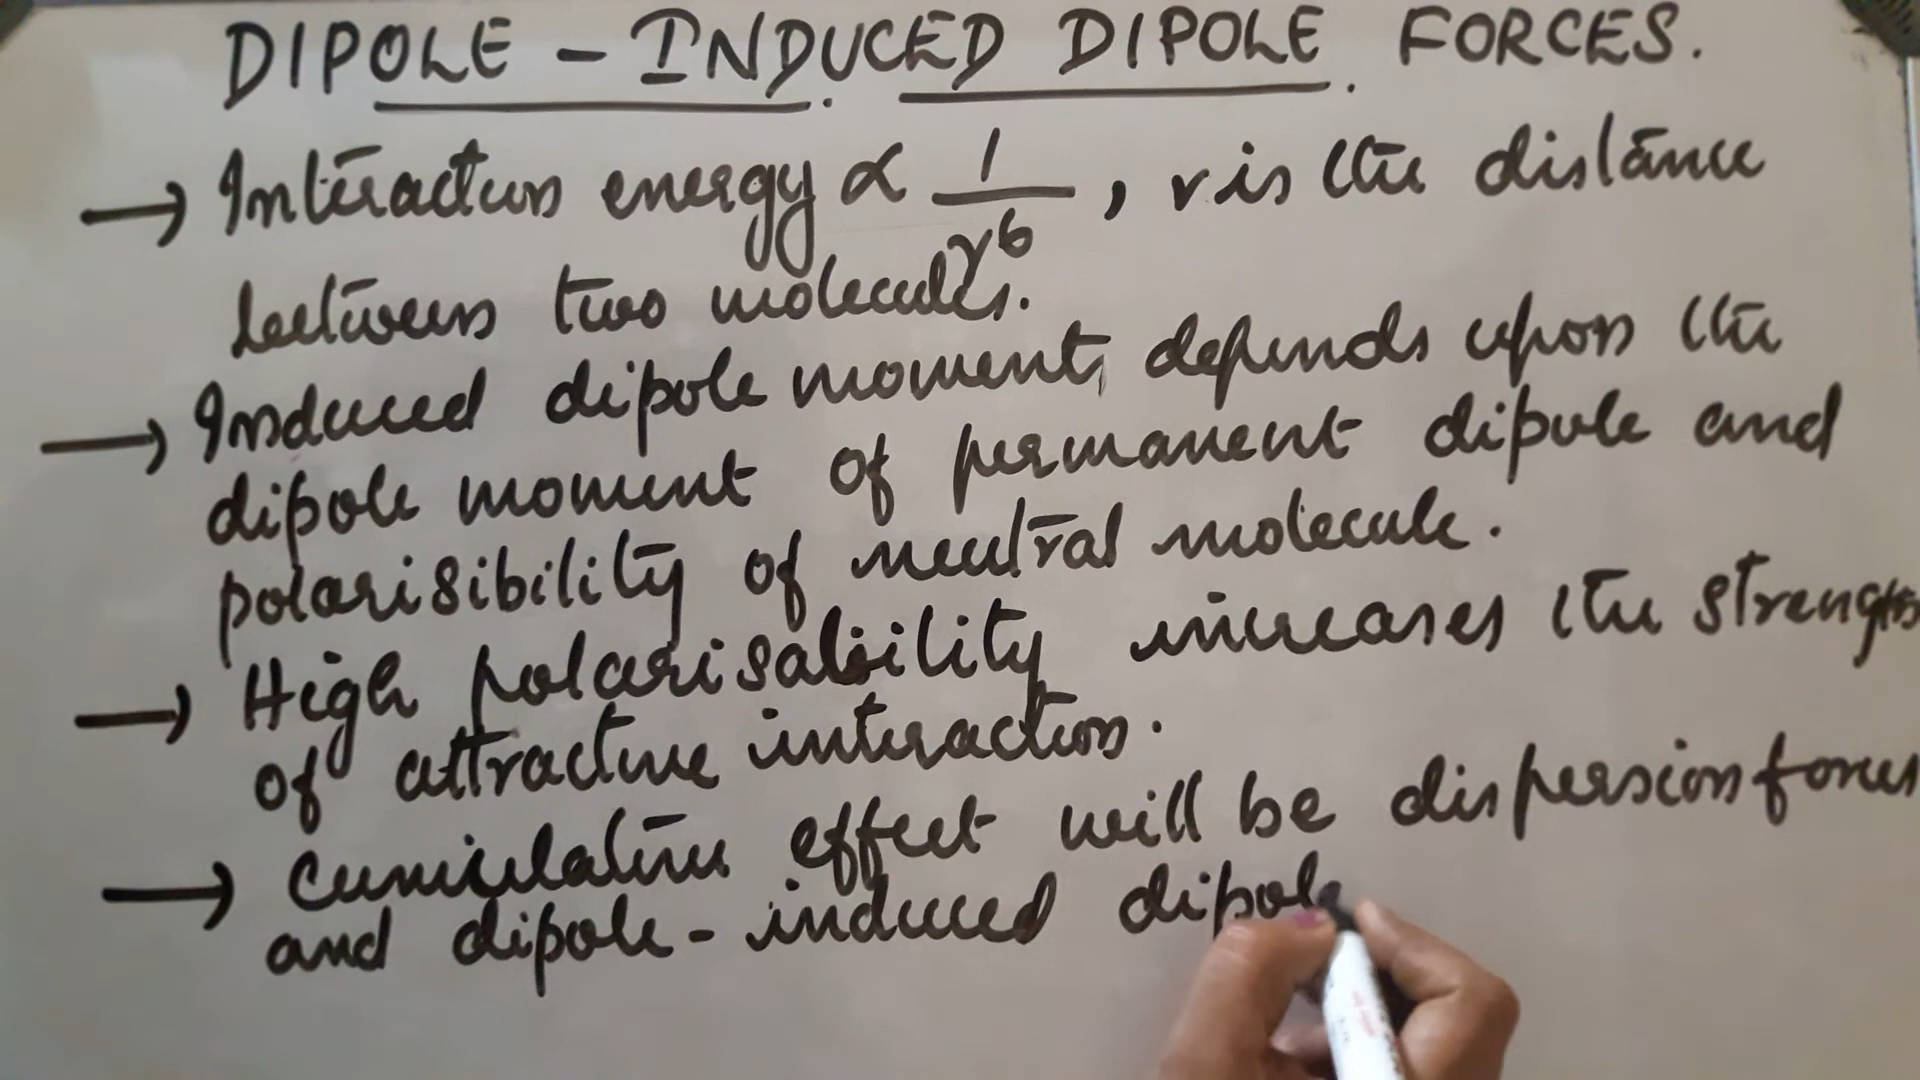 DIPOLE - INDUCED DIPOLE FORCES.
→ Interaction energy ∝ 1/r⁶, r is the distance
between two molecules.
→ Induced dipole moment, depends upon the
dipole moment of permanent dipole and
polarisibility of neutral molecule.
→ High polarisability increases the strength
of attractive interaction.
→ Cumulative effect will be dispersion forces
and dipole-induced dipole